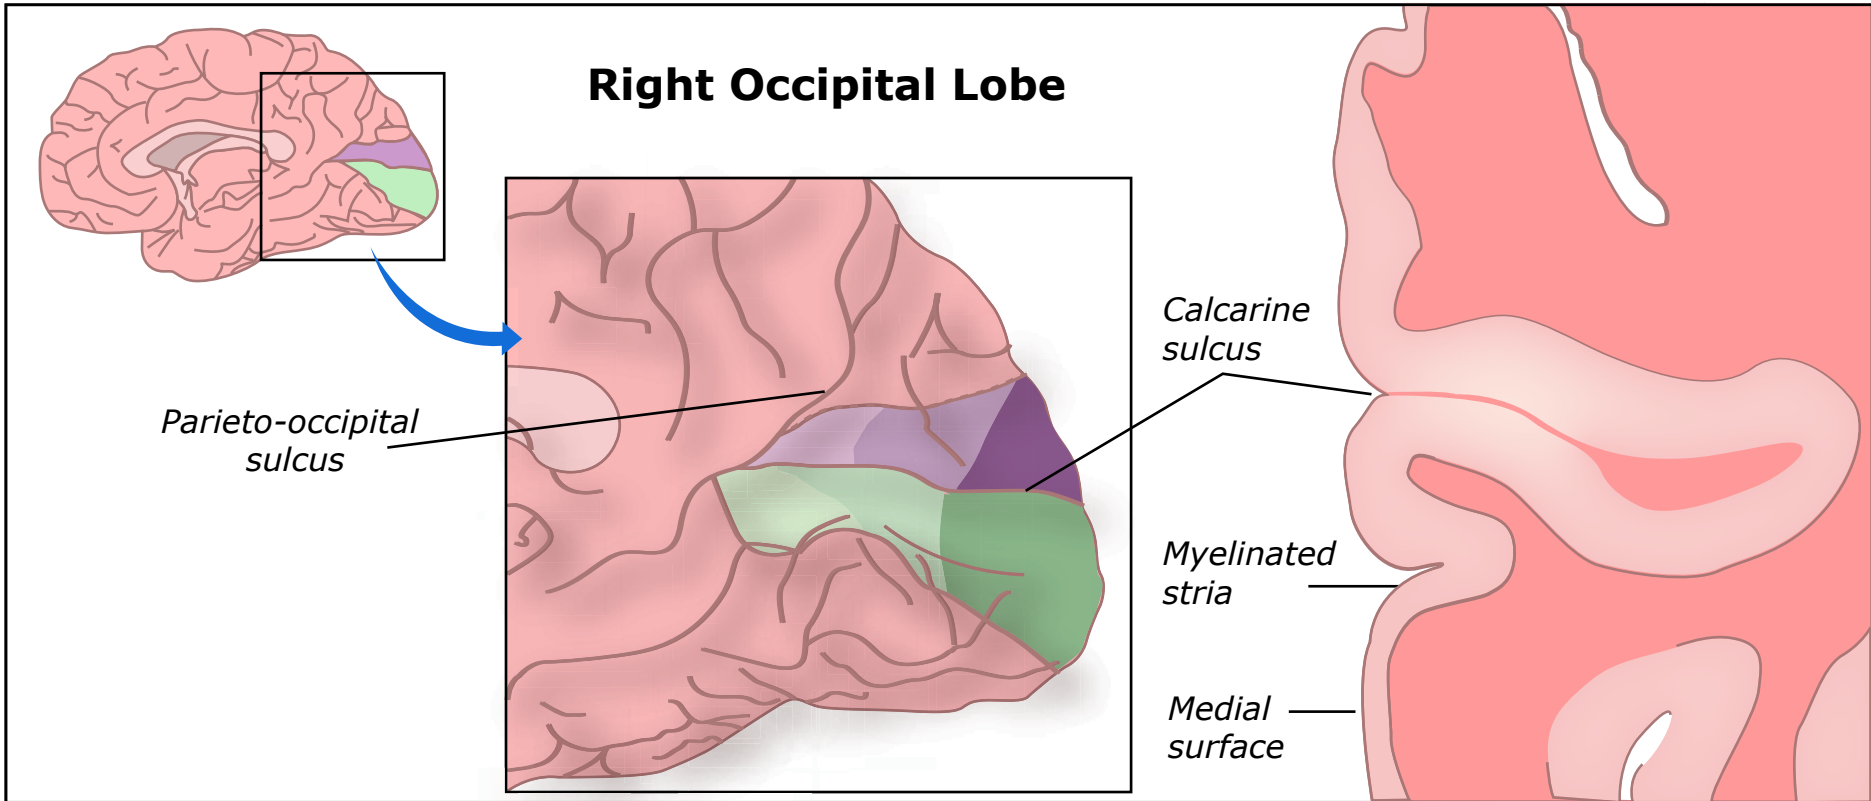 Right Occipital Lobe
Parieto-occipital
sulcus
Calcarine
sulcus
Myelinated
stria
Medial
surface